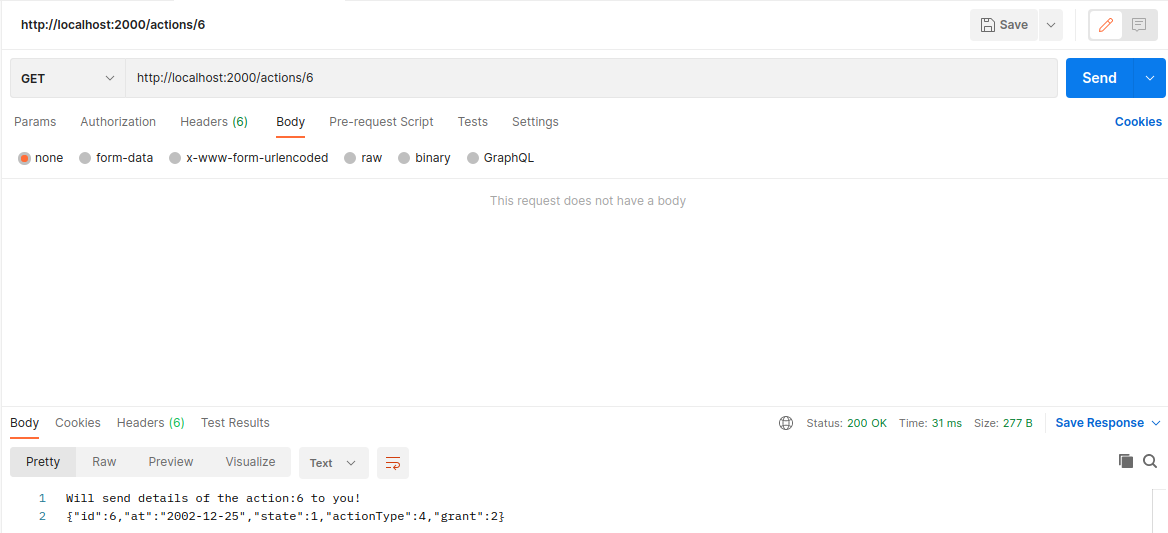 http://localhost:2000/actions/6
Save
GET http://localhost:2000/actions/6 Send
Params Authorization Headers (6) Body Pre-request Script Tests Settings Cookies
none form-data x-www-form-urlencoded raw binary GraphQL
This request does not have a body
Body Cookies Headers (6) Test Results Status: 200 OK Time: 31 ms Size: 277 B Save Response
Pretty Raw Preview Visualize Text
1 Will send details of the action:6 to you!
2 {"id":6,"at":"2002-12-25","state":1,"actionType":4,"grant":2}